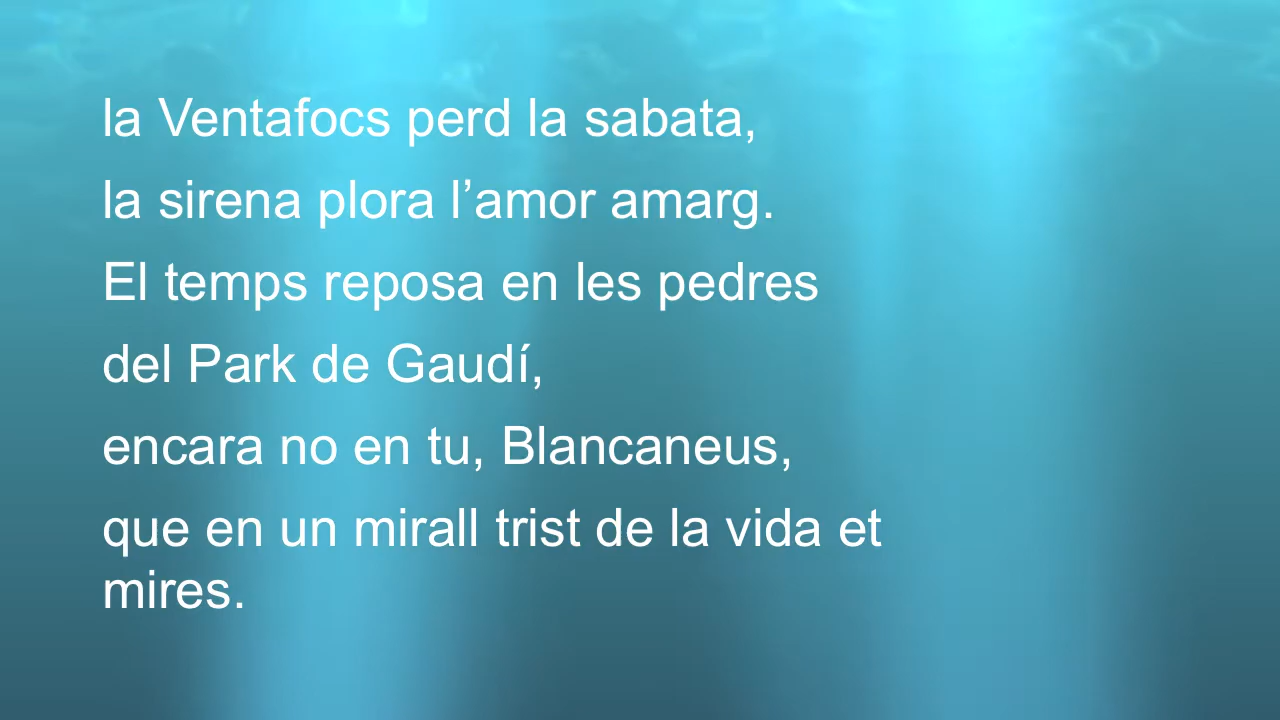 la Ventafocs perd la sabata,
la sirena plora l’amor amarg.
El temps reposa en les pedres
del Park de Gaudí,
encara no en tu, Blancaneus,
que en un mirall trist de la vida et
mires.